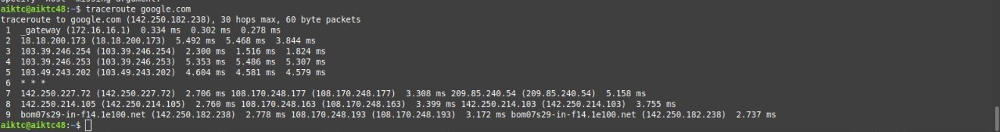 aiktc@aiktc48:~$ traceroute google.com
traceroute to google.com (142.250.182.238), 30 hops max, 60 byte packets
 1  _gateway (172.16.16.1)  0.334 ms  0.302 ms  0.278 ms
 2  18.18.200.173 (18.18.200.173)  5.492 ms  5.468 ms  3.844 ms
 3  103.39.246.254 (103.39.246.254)  2.300 ms  1.516 ms  1.824 ms
 4  103.39.246.253 (103.39.246.253)  5.353 ms  5.486 ms  5.307 ms
 5  103.49.243.202 (103.49.243.202)  4.604 ms  4.581 ms  4.579 ms
 6  * * *
 7  142.250.227.72 (142.250.227.72)  2.706 ms 108.170.248.177 (108.170.248.177)  3.308 ms 209.85.240.54 (209.85.240.54)  5.158 ms
 8  142.250.214.105 (142.250.214.105)  2.760 ms 108.170.248.163 (108.170.248.163)  3.399 ms 142.250.214.103 (142.250.214.103)  3.755 ms
 9  bom07s29-in-f14.1e100.net (142.250.182.238)  2.778 ms 108.170.248.193 (108.170.248.193)  3.172 ms bom07s29-in-f14.1e100.net (142.250.182.238)  2.737 ms
aiktc@aiktc48:~$